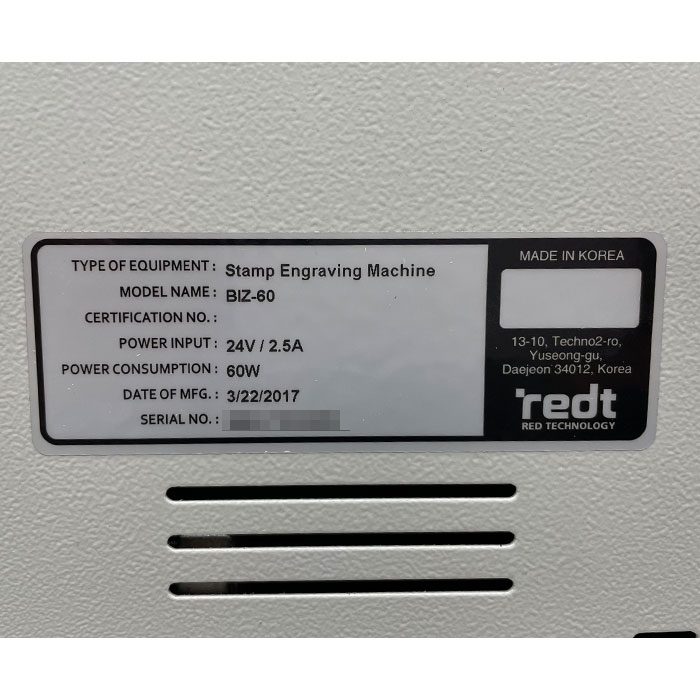 TYPE OF EQUIPMENT : Stamp Engraving Machine
MODEL NAME : BIZ-60
CERTIFICATION NO. :
POWER INPUT : 24V / 2.5A
POWER CONSUMPTION : 60W
DATE OF MFG. : 3/22/2017
SERIAL NO. :
MADE IN KOREA
13-10, Techno2-ro,
Yuseong-gu,
Daejeon 34012, Korea
redt
RED TECHNOLOGY